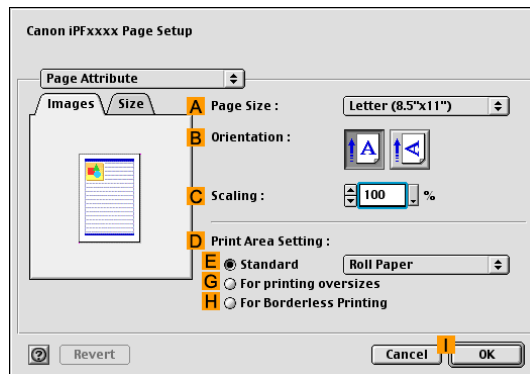 Canon iPFxxxx Page Setup
Page Attribute
Images Size
A Page Size : Letter (8.5"x11")
B Orientation : A A
C Scaling : 100 %
D Print Area Setting :
E Standard Roll Paper
G For printing oversizes
H For Borderless Printing
I
? Revert Cancel OK